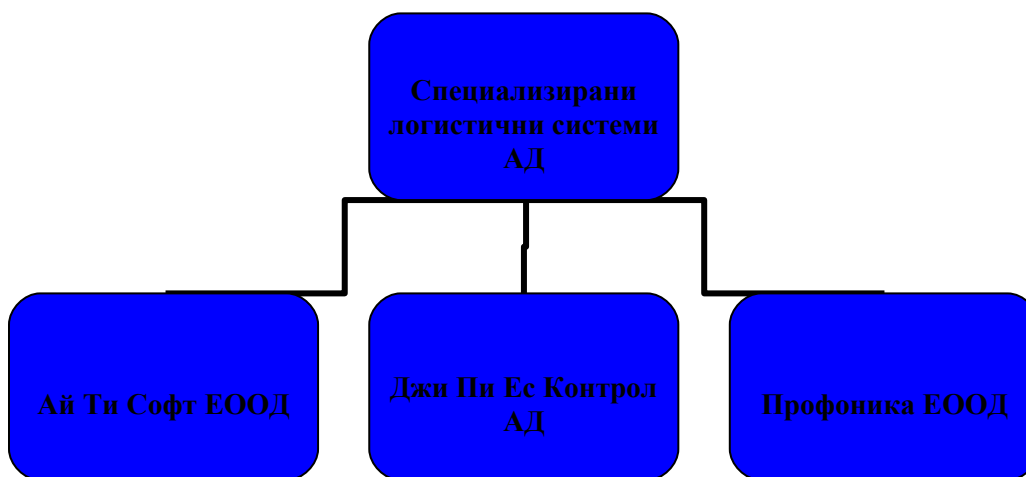 Специализирани
логистични системи
АД
Ай Ти Софт ЕООД
Джи Пи Ес Контрол
АД
Профоника ЕООД